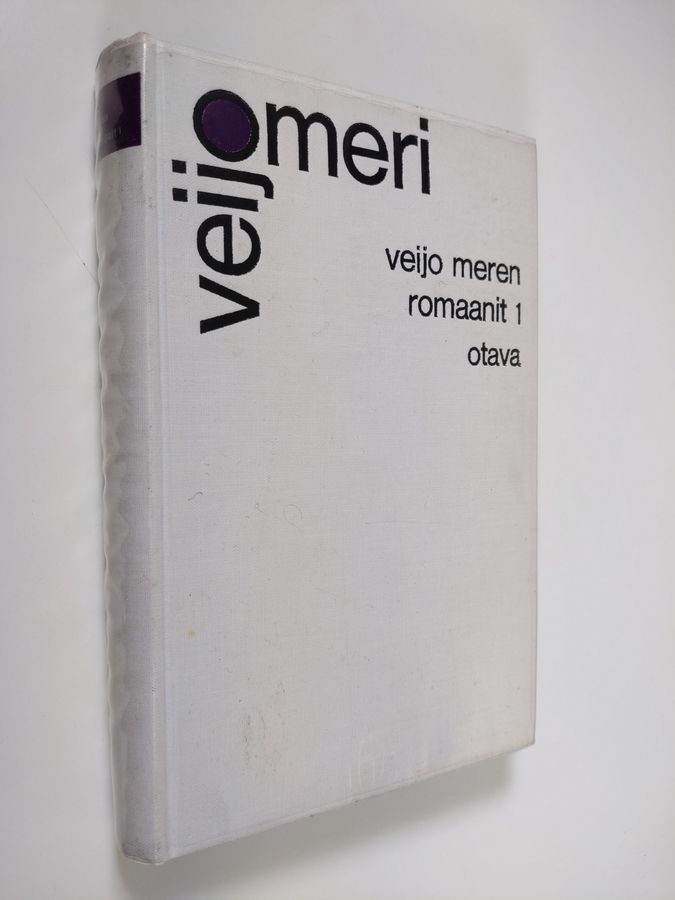 veijo meri
veijo meren
romaanit 1
otava